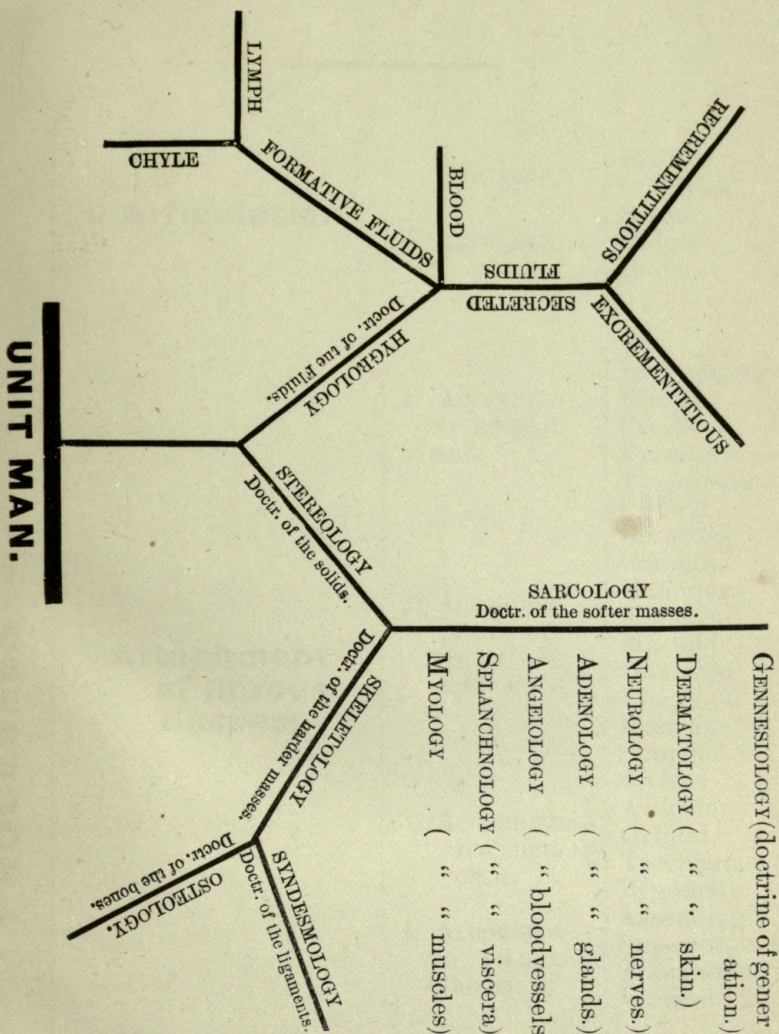 UNIT MAN.
HYGROLOGY
Doctr. of tne Fluids.
FORMATIVE FLUIDS
LYMPH
CHYLE
BLOOD
SECRETED
FLUIDS
RECREMENTITIOUS
EXCREMENTITIOUS
STEREOLOGY
Doctr. of the solids.
SARCOLOGY
Doctr. of the softer masses.
GENNESIOLOGY (doctrine of gener
ation.)
DERMATOLOGY ( “ “ skin.)
NEUROLOGY ( “ “ nerves.)
ADENOLOGY ( “ “ glands.)
ANGEIOLOGY ( “ bloodvessels
SPLANCHNOLOGY ( “ “ viscera)
MYOLOGY ( “ “ muscles)
SKELETOLOGY
Doctr. of the harder masses.
SYNDESMOLOGY
Doctr. of the ligaments.
OSTEOLOGY.
Doctr. of the bones.